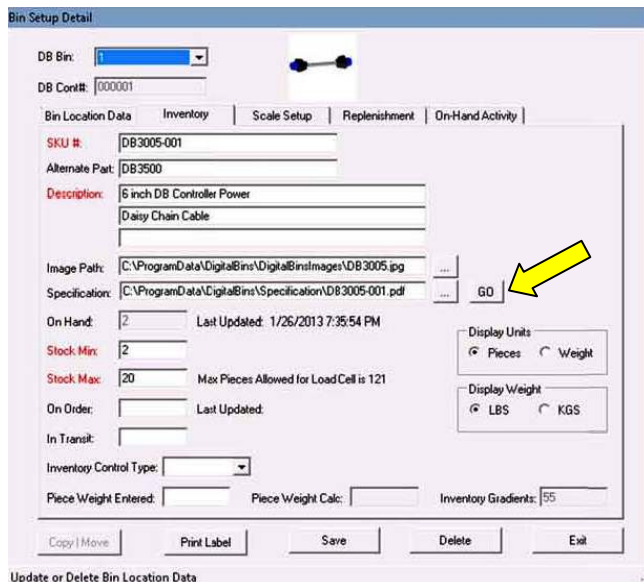 Bin Setup Detail
DB Bin: 1
DB Cont#: 000001
Bin Location Data Inventory Scale Setup Replenishment On-Hand Activity
SKU #: DB3005-001
Alternate Part: DB3500
Description: 6 inch DB Controller Power
Daisy Chain Cable
Image Path: C:\ProgramData\DigitalBins\DigitalBinsImages\DB3005.jpg ...
Specification: C:\ProgramData\DigitalBins\Specification\DB3005-001.pdf ... GO
On Hand: 2 Last Updated: 1/26/2013 7:35:54 PM
Display Units
Stock Min: 2 Pieces Weight
Stock Max: 20 Max Pieces Allowed for Load Cell is 121
Display Weight
On Order: Last Updated: LBS KGS
In Transit:
Inventory Control Type:
Piece Weight Entered: Piece Weight Calc: Inventory Gradients: 55
Copy | Move Print Label Save Delete Exit
Update or Delete Bin Location Data